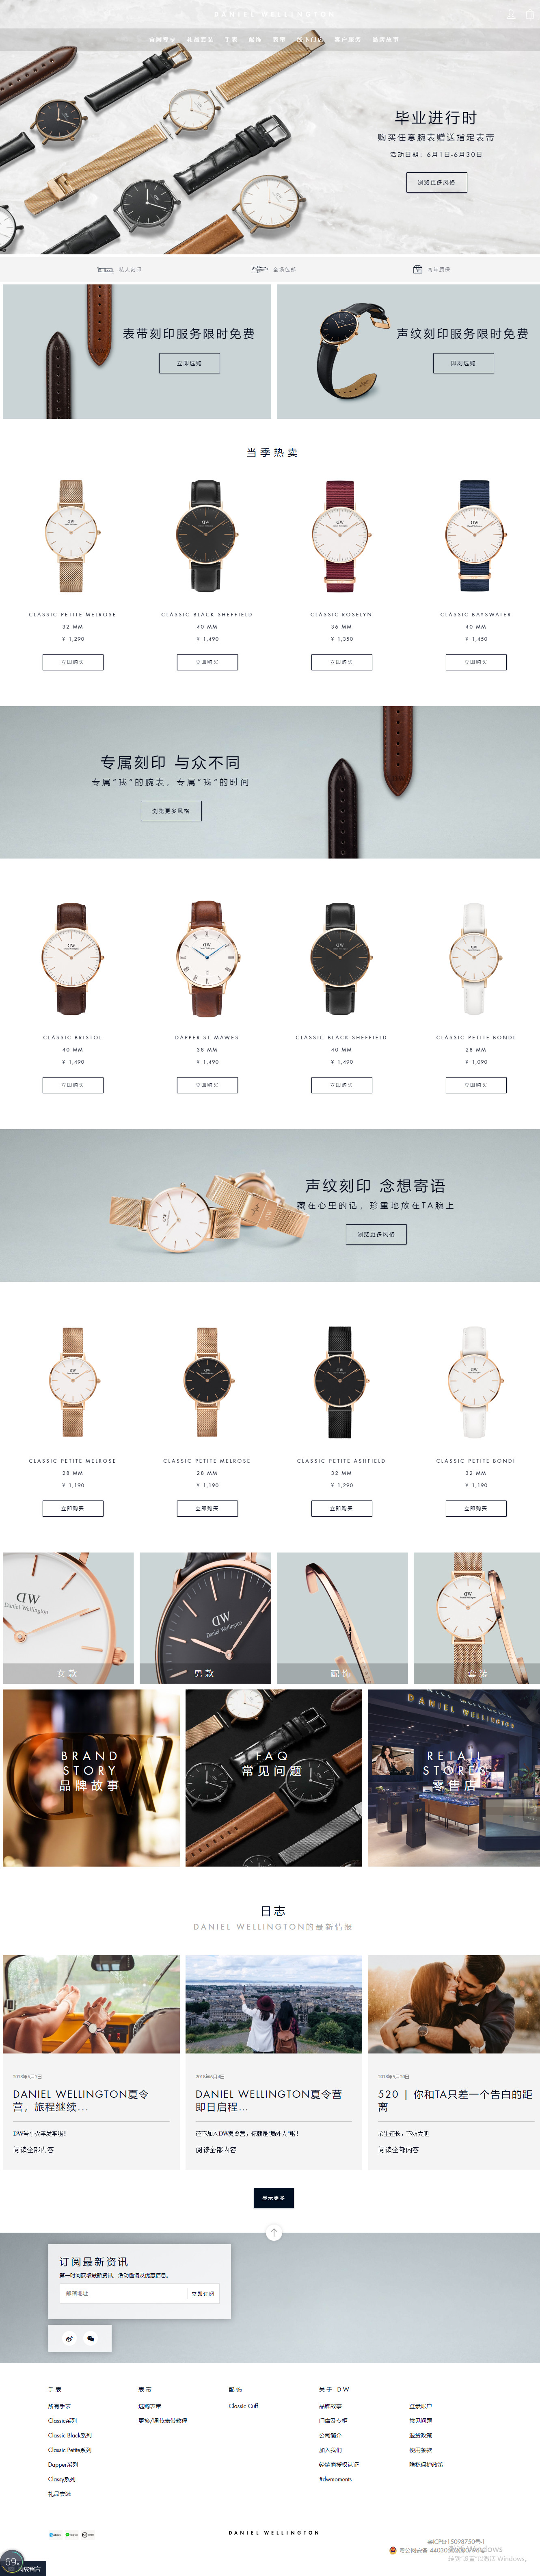 DANIEL WELLINGTON
客户服务
品牌故事
毕业进行时
购买任意腕表赠送指定表带
活动日期：6月1日-6月30日
浏览更多风格
私人刻印
全场包邮
两年质保
表带刻印服务限时免费
立即选购
声纹刻印服务限时免费
即刻选购
当季热卖
CLASSIC PETITE MELROSE
32 MM
¥ 1,290
立即购买
CLASSIC BLACK SHEFFIELD
40 MM
¥ 1,490
立即购买
CLASSIC ROSELYN
36 MM
¥ 1,350
立即购买
CLASSIC BAYSWATER
40 MM
¥ 1,450
立即购买
专属刻印 与众不同
专属"我"的腕表，专属"我"的时间
浏览更多风格
CLASSIC BRISTOL
40 MM
¥ 1,490
立即购买
DAPPER ST MAWES
38 MM
¥ 1,490
立即购买
CLASSIC BLACK SHEFFIELD
40 MM
¥ 1,490
立即购买
CLASSIC PETITE BONDI
28 MM
¥ 1,090
立即购买
声纹刻印 念想寄语
藏在心里的话，珍重地放在TA腕上
浏览更多风格
CLASSIC PETITE MELROSE
28 MM
¥ 1,190
立即购买
CLASSIC PETITE MELROSE
28 MM
¥ 1,190
立即购买
CLASSIC PETITE ASHFIELD
32 MM
¥ 1,290
立即购买
CLASSIC PETITE BONDI
32 MM
¥ 1,190
立即购买
DW
Daniel Wellington
女款
DW
Daniel Wellington
男款
配饰
套装
BRAND
STORY
品牌故事
FAQ
常见问题
DANIEL WELLINGTON
RETAIL
STORES
零售店
日志
DANIEL WELLINGTON的最新情报
2018年6月7日
DANIEL WELLINGTON夏令
营，旅程继续...
DW号小火车发车啦！
阅读全部内容
2018年6月4日
DANIEL WELLINGTON夏令营
即日启程...
还不加入DW夏令营，你就是"局外人"啦！
阅读全部内容
2018年5月20日
520 | 你和TA只差一个告白的距
离
余生还长，不妨大胆
阅读全部内容
显示更多
订阅最新资讯
第一时间获取最新资讯、活动邀请及优惠信息。
邮箱地址
立即订阅
手表
所有手表
Classic系列
Classic Black系列
Classic Petite系列
Dapper系列
Classy系列
礼品套装
表带
选购表带
更换/调节表带教程
配饰
Classic Cuff
关于 DW
品牌故事
门店及专柜
公司简介
加入我们
经销商授权认证
#dwmoments
登录账户
常见问题
退货政策
使用条款
隐私保护政策
DANIEL WELLINGTON
粤ICP备15098750号-1
69
在线留言